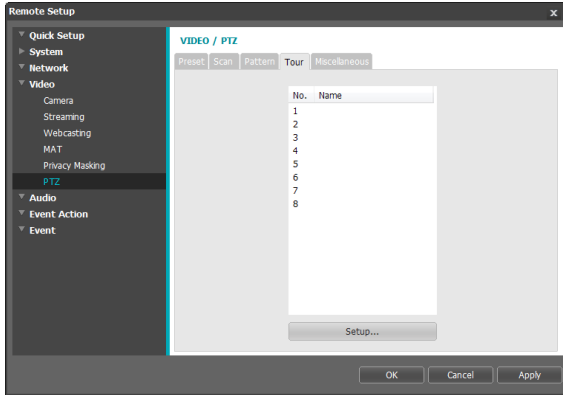 Remote Setup
x
Quick Setup
System
Network
Video
Camera
Streaming
Webcasting
MAT
Privacy Masking
PTZ
Audio
Event Action
Event
VIDEO / PTZ
Preset Scan Pattern Tour Miscellaneous
No. Name
1
2
3
4
5
6
7
8
Setup...
OK Cancel Apply